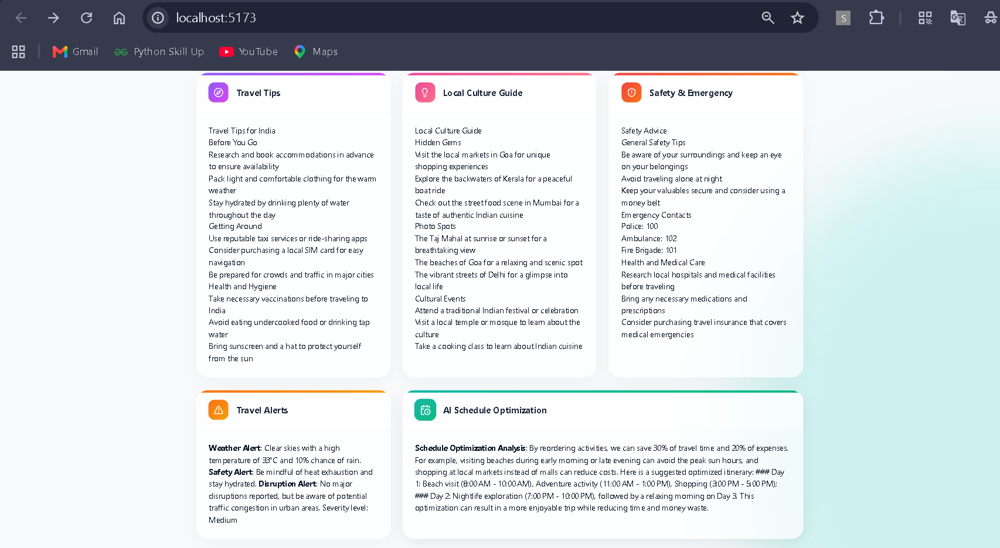 localhost:5173
S
Gmail
Python Skill Up
YouTube
Maps
Travel Tips
Travel Tips for India
Before You Go
Research and book accommodations in advance
to ensure availability
Pack light and comfortable clothing for the warm
weather
Stay hydrated by drinking plenty of water
throughout the day
Getting Around
Use reputable taxi services or ride-sharing apps
Consider purchasing a local SIM card for easy
navigation
Be prepared for crowds and traffic in major cities
Health and Hygiene
Take necessary vaccinations before traveling to
India
Avoid eating undercooked food or drinking tap
water
Bring sunscreen and a hat to protect yourself
from the sun
Local Culture Guide
Local Culture Guide
Hidden Gems
Visit the local markets in Goa for unique
shopping experiences
Explore the backwaters of Kerala for a peaceful
boat ride
Check out the street food scene in Mumbai for a
taste of authentic Indian cuisine
Photo Spots
The Taj Mahal at sunrise or sunset for a
breathtaking view
The beaches of Goa for a relaxing and scenic spot
The vibrant streets of Delhi for a glimpse into
local life
Cultural Events
Attend a traditional Indian festival or celebration
Visit a local temple or mosque to learn about the
culture
Take a cooking class to learn about Indian cuisine
Safety & Emergency
Safety Advice
General Safety Tips
Be aware of your surroundings and keep an eye
on your belongings
Avoid traveling alone at night
Keep your valuables secure and consider using a
money belt
Emergency Contacts
Police: 100
Ambulance: 102
Fire Brigade: 101
Health and Medical Care
Research local hospitals and medical facilities
before traveling
Bring any necessary medications and
prescriptions
Consider purchasing travel insurance that covers
medical emergencies
Travel Alerts
Weather Alert: Clear skies with a high
temperature of 33°C and 10% chance of rain.
Safety Alert: Be mindful of heat exhaustion and
stay hydrated. Disruption Alert: No major
disruptions reported, but be aware of potential
traffic congestion in urban areas. Severity level:
Medium
AI Schedule Optimization
Schedule Optimization Analysis: By reordering activities, we can save 30% of travel time and 20% of expenses.
For example, visiting beaches during early morning or late evening can avoid the peak sun hours, and
shopping at local markets instead of malls can reduce costs. Here is a suggested optimized itinerary: ### Day
1: Beach visit (8:00 AM - 10:00 AM), Adventure activity (11:00 AM - 1:00 PM), Shopping (3:00 PM - 5:00 PM);
### Day 2: Nightlife exploration (7:00 PM - 10:00 PM), followed by a relaxing morning on Day 3. This
optimization can result in a more enjoyable trip while reducing time and money waste.